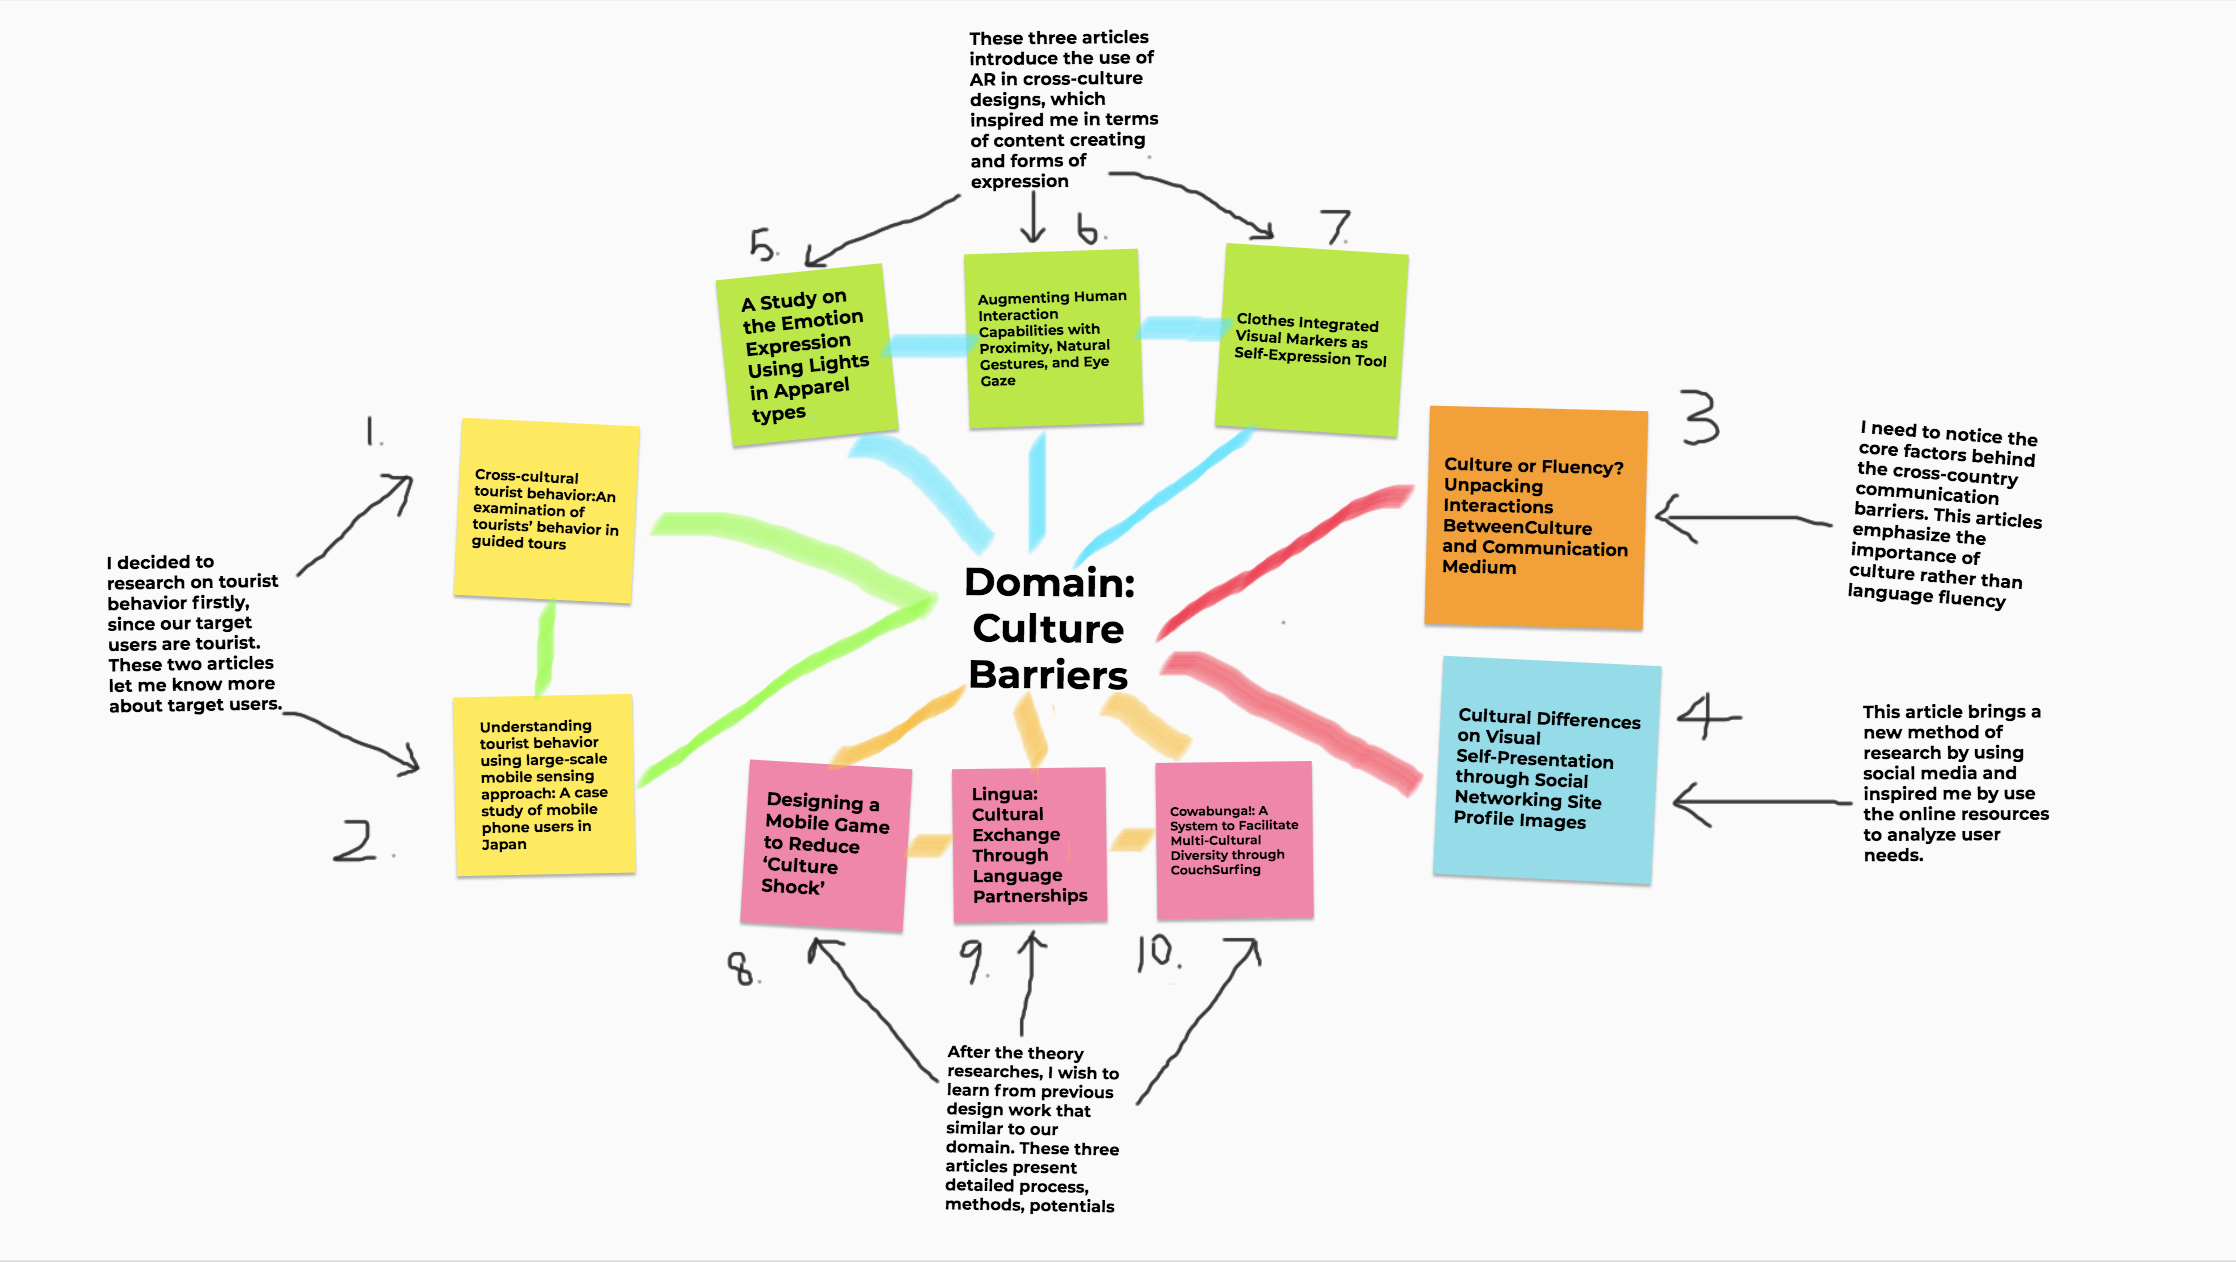 These three articles
introduce the use of
AR in cross-culture
designs, which
inspired me in terms
of content creating
and forms of
expression
5.
6.
7.
A Study on
the Emotion
Expression
Using Lights
in Apparel
types
Augmenting Human
Interaction
Capabilities with
Proximity, Natural
Gestures, and Eye
Gaze
Clothes Integrated
Visual Markers as
Self-Expression Tool
1.
Cross-cultural
tourist behavior:An
examination of
tourists' behavior in
guided tours
I decided to
research on tourist
behavior firstly,
since our target
users are tourist.
These two articles
let me know more
about target users.
2.
Understanding
tourist behavior
using large-scale
mobile sensing
approach: A case
study of mobile
phone users in
Japan
Domain:
Culture
Barriers
3
Culture or Fluency?
Unpacking
Interactions
BetweenCulture
and Communication
Medium
I need to notice the
core factors behind
the cross-country
communication
barriers. This articles
emphasize the
importance of
culture rather than
language fluency
4
Cultural Differences
on Visual
Self-Presentation
through Social
Networking Site
Profile Images
This article brings a
new method of
research by using
social media and
inspired me by use
the online resources
to analyze user
needs.
Designing a
Mobile Game
to Reduce
‘Culture
Shock’
Lingua:
Cultural
Exchange
Through
Language
Partnerships
Cowabunga!: A
System to Facilitate
Multi-Cultural
Diversity through
CouchSurfing
8.
9.
10.
After the theory
researches, I wish to
learn from previous
design work that
similar to our
domain. These three
articles present
detailed process,
methods, potentials